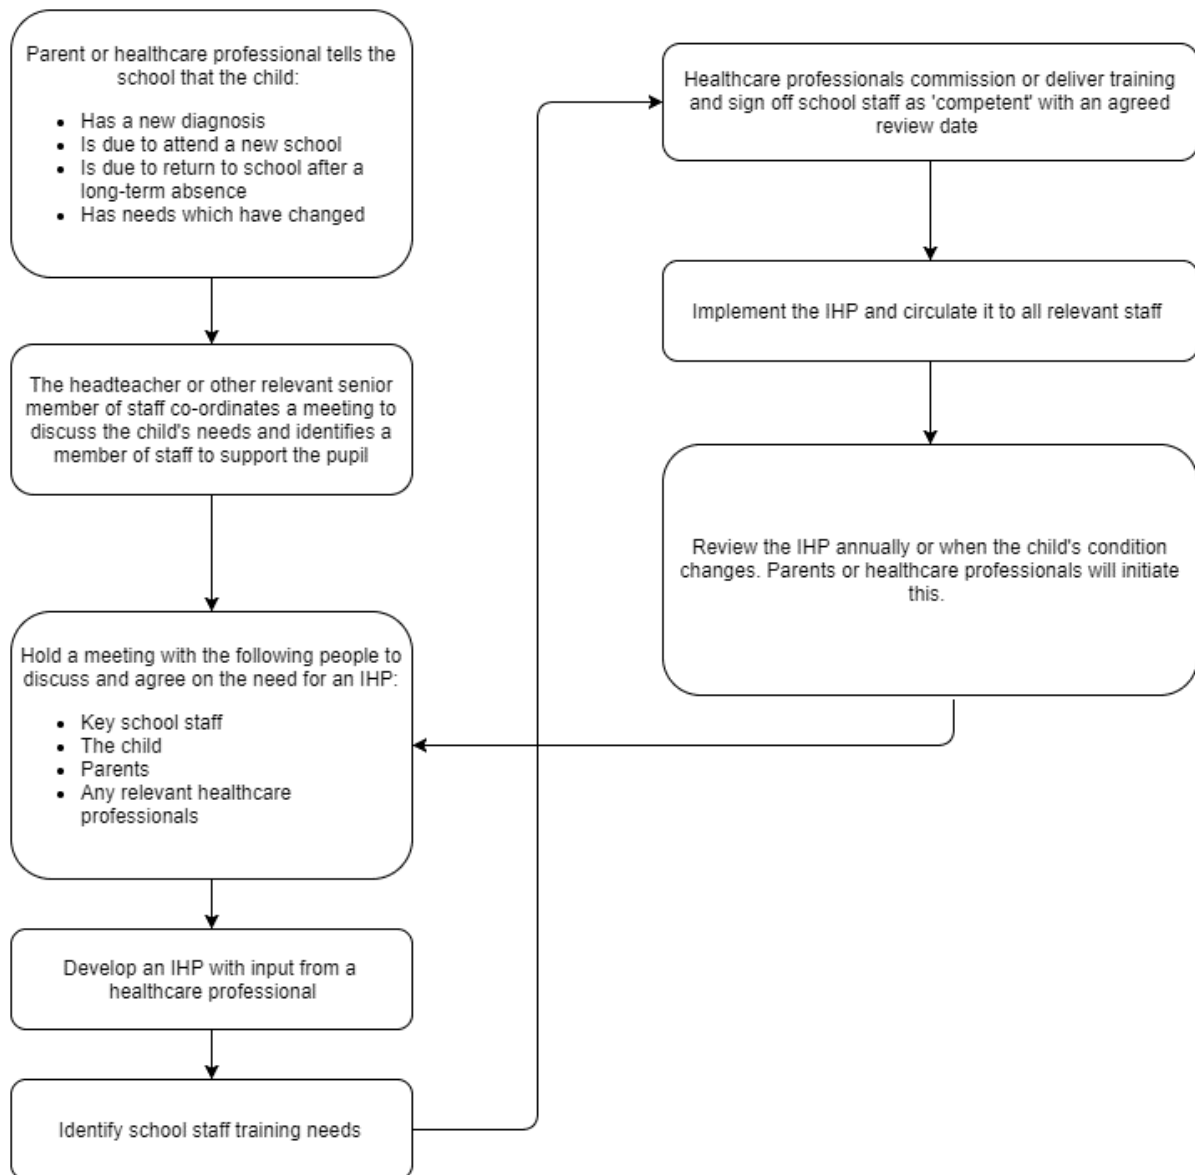 Parent or healthcare professional tells the
school that the child:
• Has a new diagnosis
• Is due to attend a new school
• Is due to return to school after a
long-term absence
• Has needs which have changed
The headteacher or other relevant senior
member of staff co-ordinates a meeting to
discuss the child's needs and identifies a
member of staff to support the pupil
Hold a meeting with the following people to
discuss and agree on the need for an IHP:
• Key school staff
• The child
• Parents
• Any relevant healthcare
professionals
Develop an IHP with input from a
healthcare professional
Identify school staff training needs
Healthcare professionals commission or deliver training
and sign off school staff as 'competent' with an agreed
review date
Implement the IHP and circulate it to all relevant staff
Review the IHP annually or when the child's condition
changes. Parents or healthcare professionals will initiate
this.